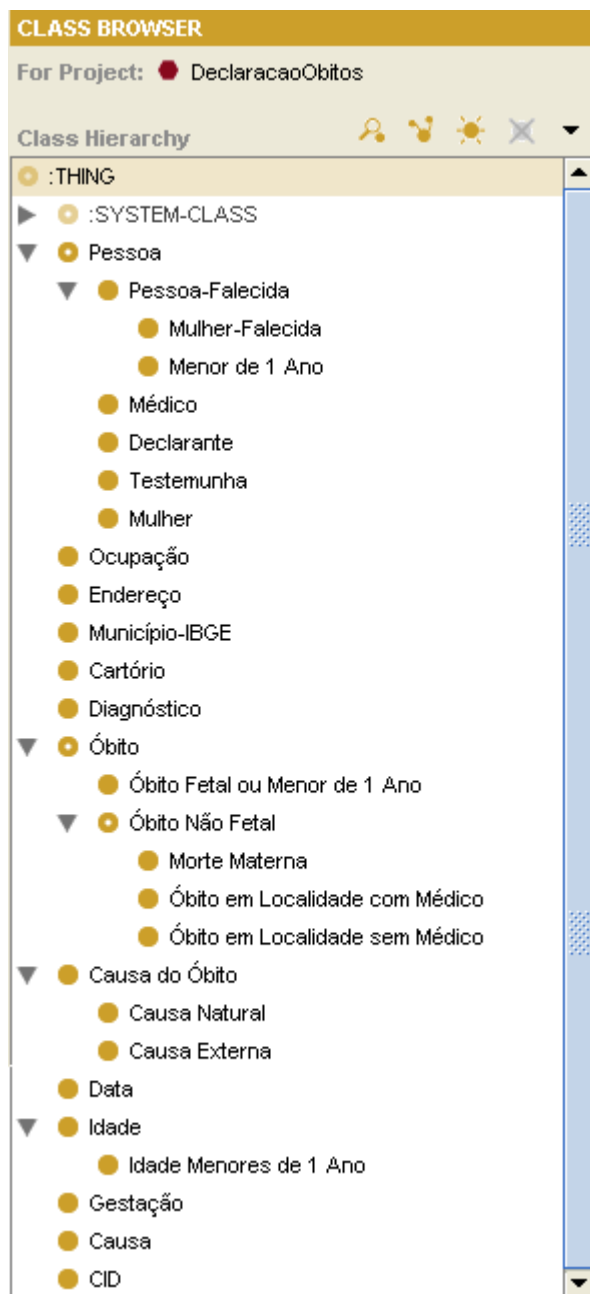 CLASS BROWSER
For Project: DeclaracaoObitos
Class Hierarchy
:THING
:SYSTEM-CLASS
Pessoa
Pessoa-Falecida
Mulher-Falecida
Menor de 1 Ano
Médico
Declarante
Testemunha
Mulher
Ocupação
Endereço
Município-IBGE
Cartório
Diagnóstico
Óbito
Óbito Fetal ou Menor de 1 Ano
Óbito Não Fetal
Morte Materna
Óbito em Localidade com Médico
Óbito em Localidade sem Médico
Causa do Óbito
Causa Natural
Causa Externa
Data
Idade
Idade Menores de 1 Ano
Gestação
Causa
CID